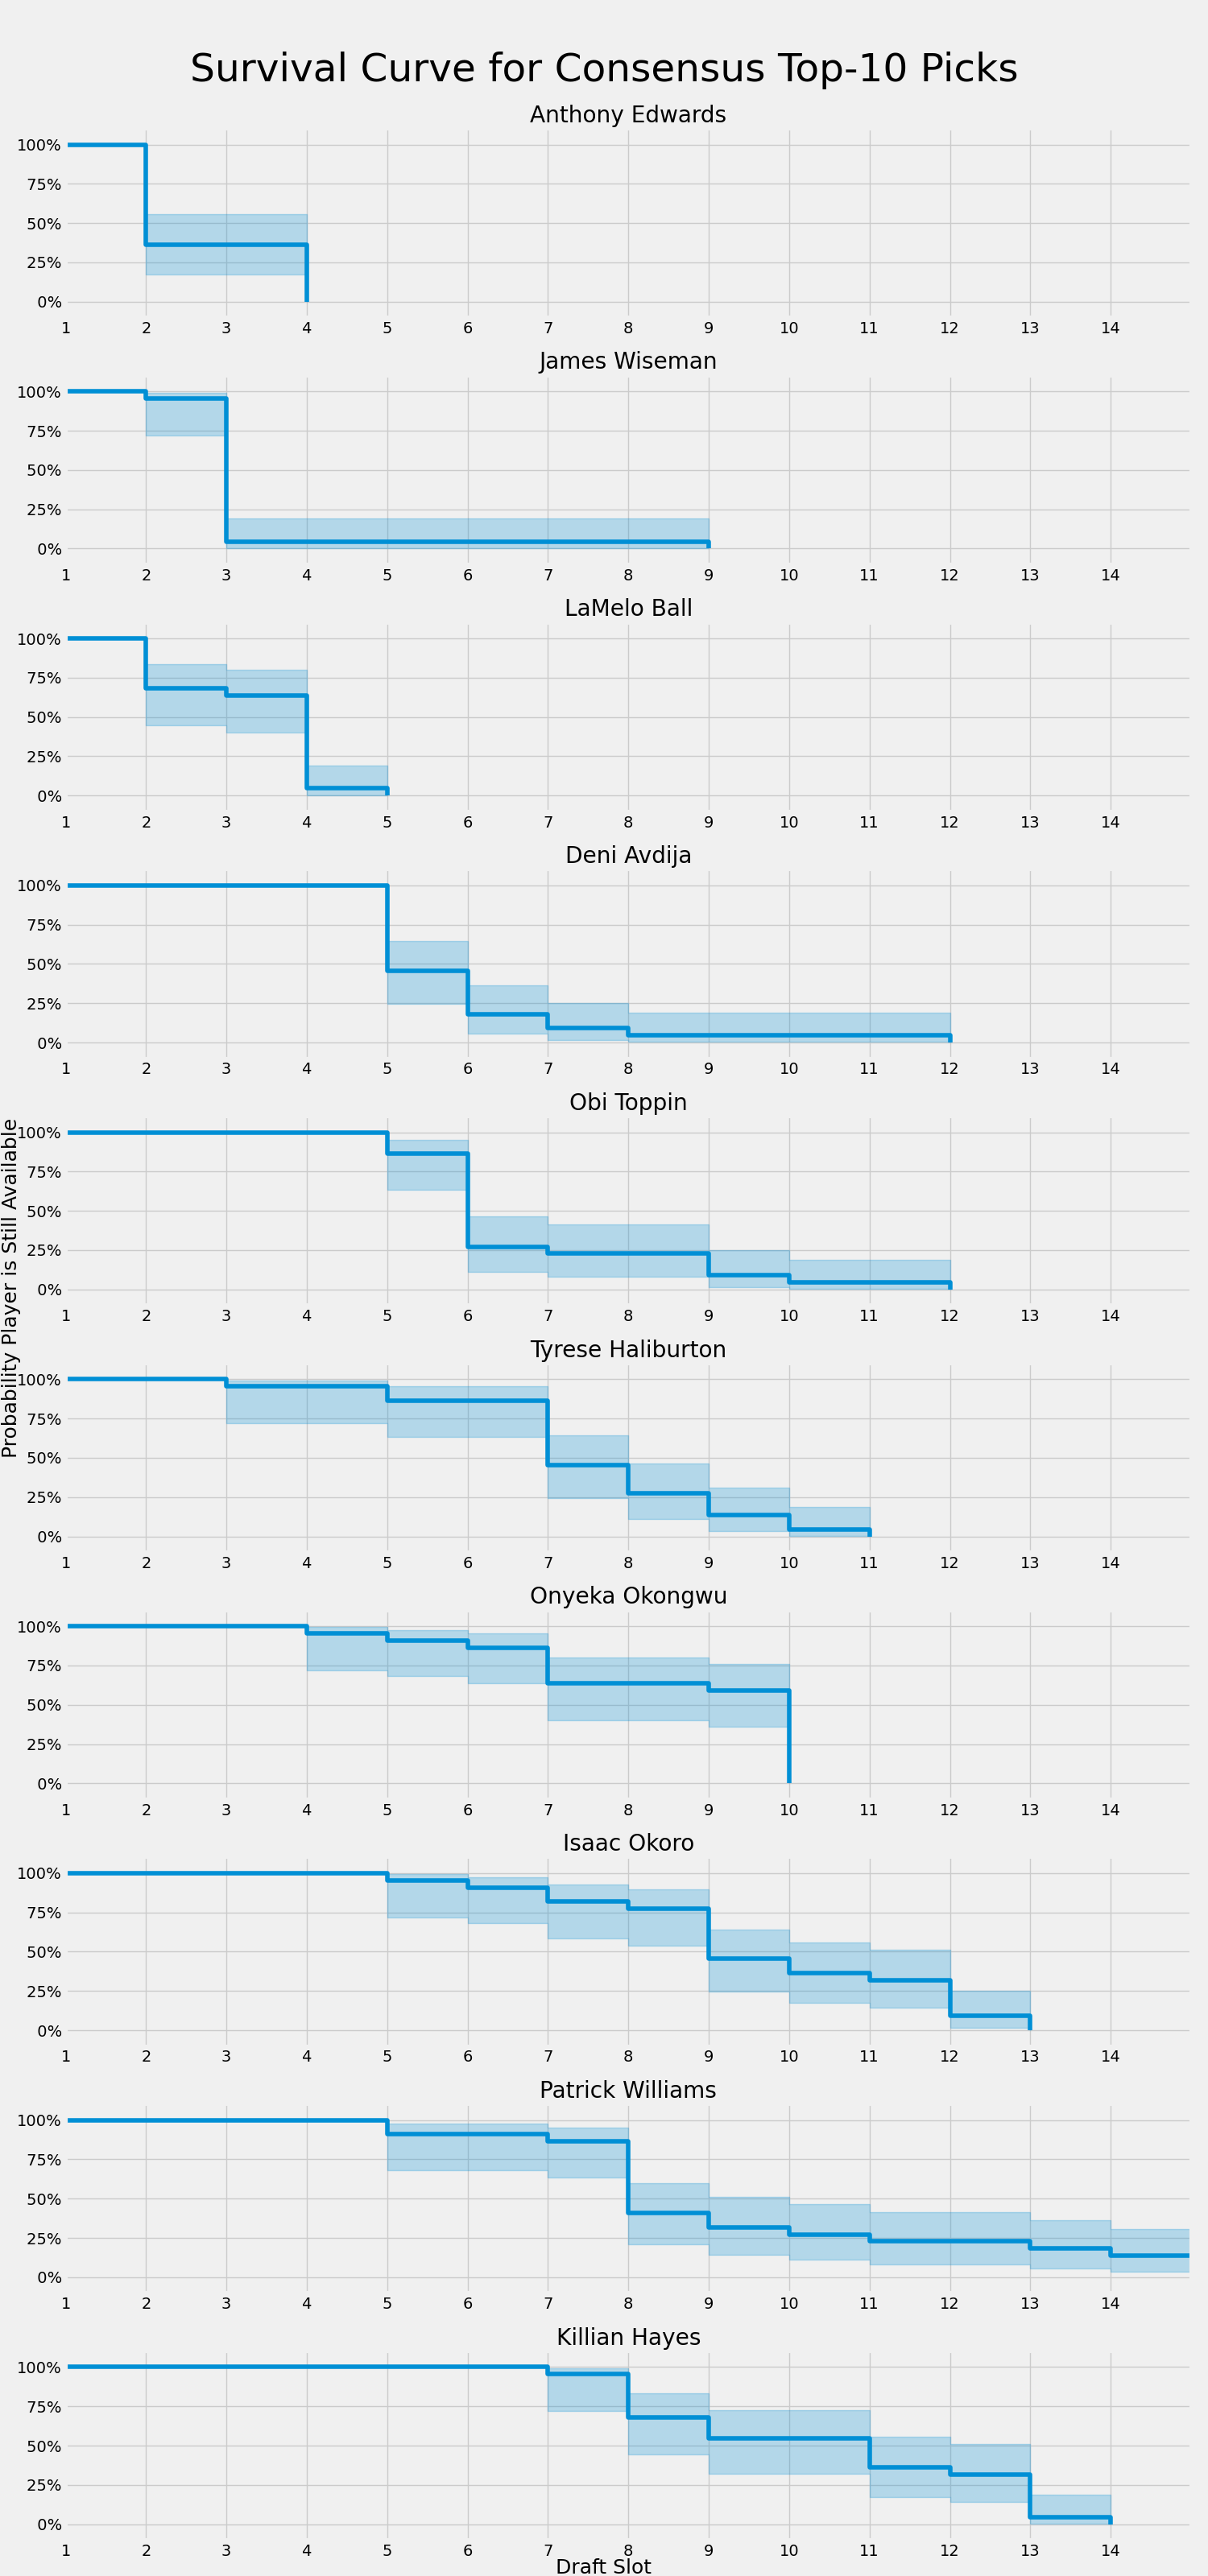 Survival Curve for Consensus Top-10 Picks
Anthony Edwards
100%
75%
50%
25%
0%
1 2 3 4 5 6 7 8 9 10 11 12 13 14
James Wiseman
100%
75%
50%
25%
0%
1 2 3 4 5 6 7 8 9 10 11 12 13 14
LaMelo Ball
100%
75%
50%
25%
0%
1 2 3 4 5 6 7 8 9 10 11 12 13 14
Deni Avdija
100%
75%
50%
25%
0%
1 2 3 4 5 6 7 8 9 10 11 12 13 14
Obi Toppin
Probability Player is Still Available
100%
75%
50%
25%
0%
1 2 3 4 5 6 7 8 9 10 11 12 13 14
Tyrese Haliburton
100%
75%
50%
25%
0%
1 2 3 4 5 6 7 8 9 10 11 12 13 14
Onyeka Okongwu
100%
75%
50%
25%
0%
1 2 3 4 5 6 7 8 9 10 11 12 13 14
Isaac Okoro
100%
75%
50%
25%
0%
1 2 3 4 5 6 7 8 9 10 11 12 13 14
Patrick Williams
100%
75%
50%
25%
0%
1 2 3 4 5 6 7 8 9 10 11 12 13 14
Killian Hayes
100%
75%
50%
25%
0%
1 2 3 4 5 6 7 8 9 10 11 12 13 14
Draft Slot